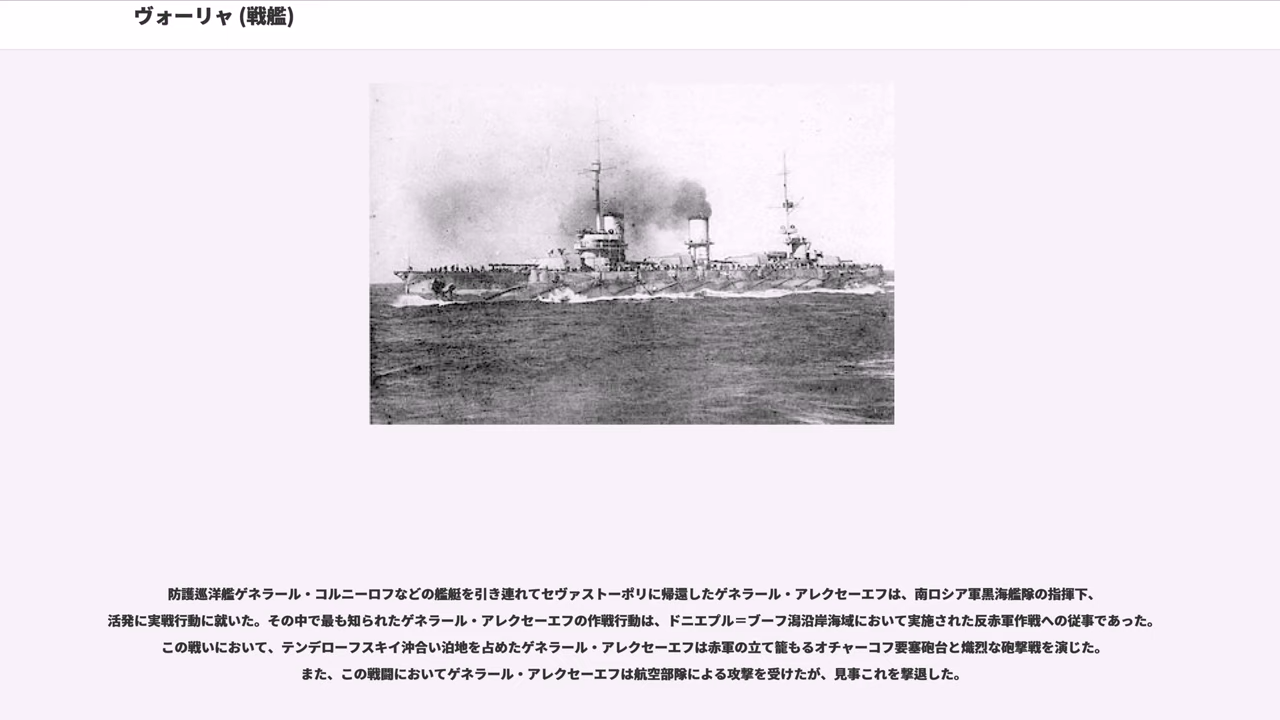 ヴォーリャ (戦艦)
防護巡洋艦ゲネラール・コルニーロフなどの艦艇を引き連れてセヴァストーポリに帰還したゲネラール・アレクセーエフは、南ロシア軍黒海艦隊の指揮下、
活発に実戦行動に就いた。その中で最も知られたゲネラール・アレクセーエフの作戦行動は、ドニエプル＝ブーフ潟沿岸海域において実施された反赤軍作戦への従事であった。
この戦いにおいて、テンデローフスキイ沖合い泊地を占めたゲネラール・アレクセーエフは赤軍の立て籠もるオチャーコフ要塞砲台と熾烈な砲撃戦を演じた。
また、この戦闘においてゲネラール・アレクセーエフは航空部隊による攻撃を受けたが、見事これを撃退した。